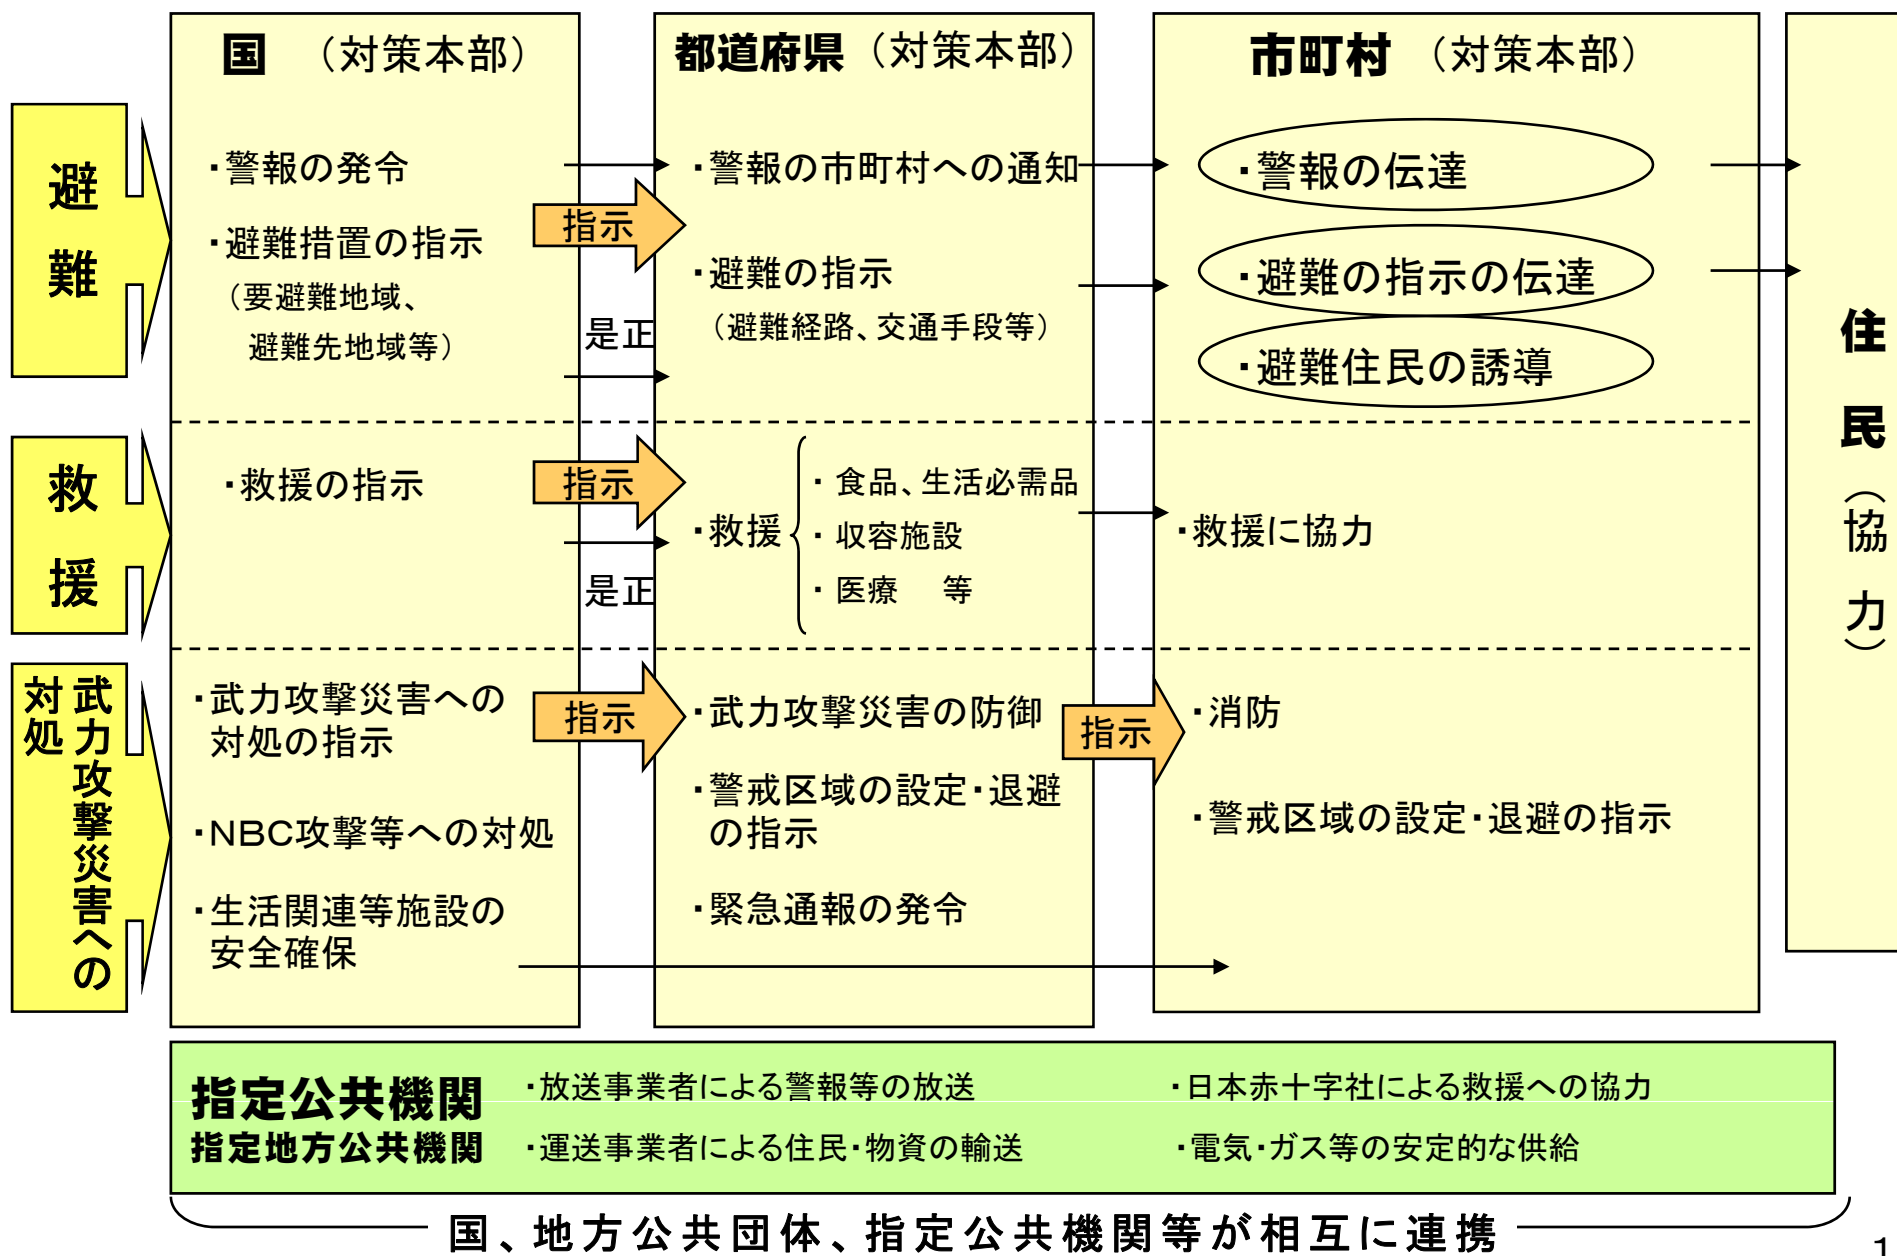 国 （対策本部）
都道府県（対策本部）
市町村 （対策本部）
避難
・警報の発令
・避難措置の指示
（要避難地域、
避難先地域等）
指示
是正
・警報の市町村への通知
・避難の指示
（避難経路、交通手段等）
・警報の伝達
・避難の指示の伝達
・避難住民の誘導
救援
・救援の指示
指示
是正
・救援
・ 食品、生活必需品
・ 収容施設
・ 医療 等
・救援に協力
武力攻撃災害への
対処
・武力攻撃災害への
対処の指示
・NBC攻撃等への対処
・生活関連等施設の
安全確保
指示
・武力攻撃災害の防御
・警戒区域の設定・退避
の指示
・緊急通報の発令
指示
・消防
・警戒区域の設定・退避の指示
住民（協力）
指定公共機関
指定地方公共機関
・放送事業者による警報等の放送
・日本赤十字社による救援への協力
・運送事業者による住民・物資の輸送
・電気・ガス等の安定的な供給
国、地方公共団体、指定公共機関等が相互に連携
1